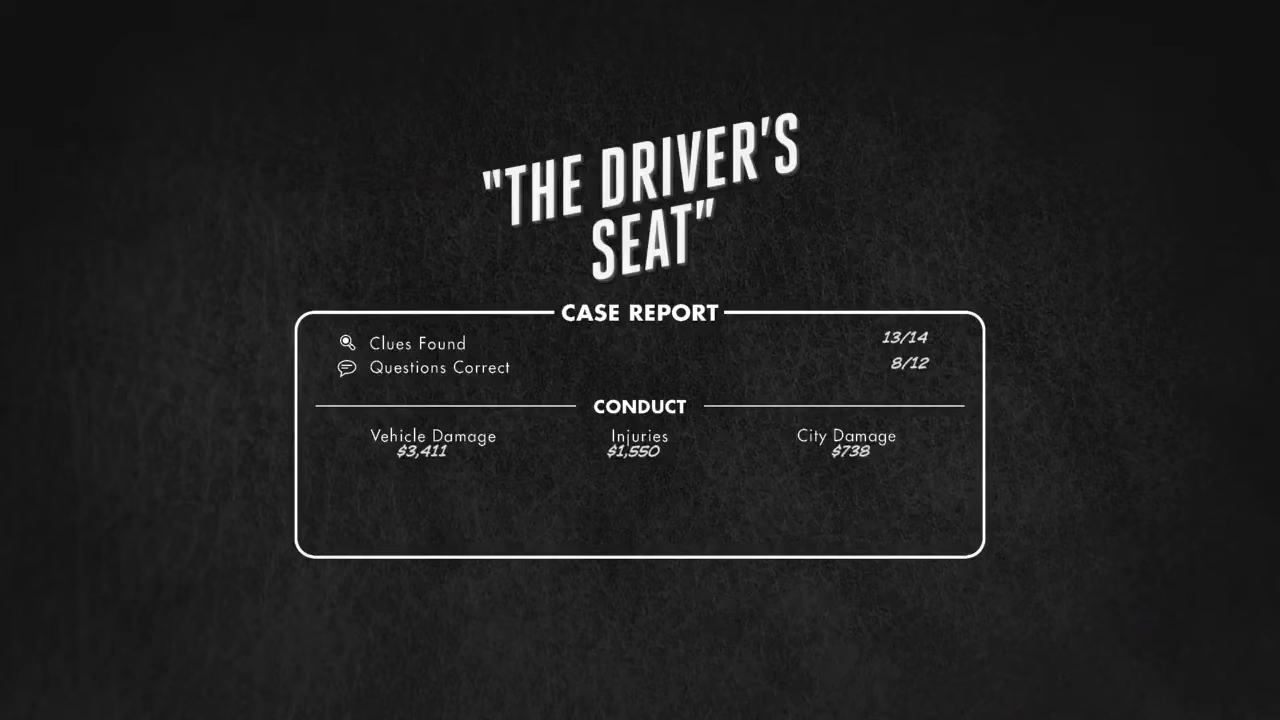 "THE DRIVER'S
SEAT"
CASE REPORT
Clues Found 13/14
Questions Correct 8/12
CONDUCT
Vehicle Damage Injuries City Damage
$3,411 $1,550 $738